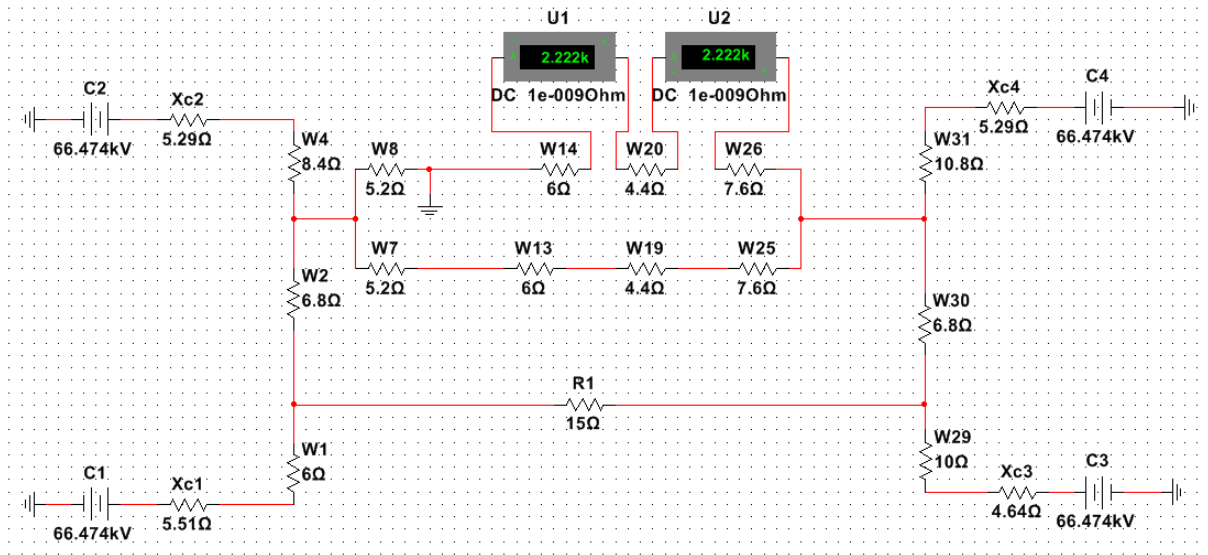 U1
U2
2.222k
2.222k
DC 1e-009Ohm
DC 1e-009Ohm
C2
66.474kV
Xc2
5.29Ω
W4
8.4Ω
W8
5.2Ω
W14
6Ω
W20
4.4Ω
W26
7.6Ω
Xc4
5.29Ω
C4
66.474kV
W31
10.8Ω
W7
5.2Ω
W13
6Ω
W19
4.4Ω
W25
7.6Ω
W2
6.8Ω
W30
6.8Ω
R1
15Ω
W1
6Ω
W29
10Ω
C1
66.474kV
Xc1
5.51Ω
Xc3
4.64Ω
C3
66.474kV